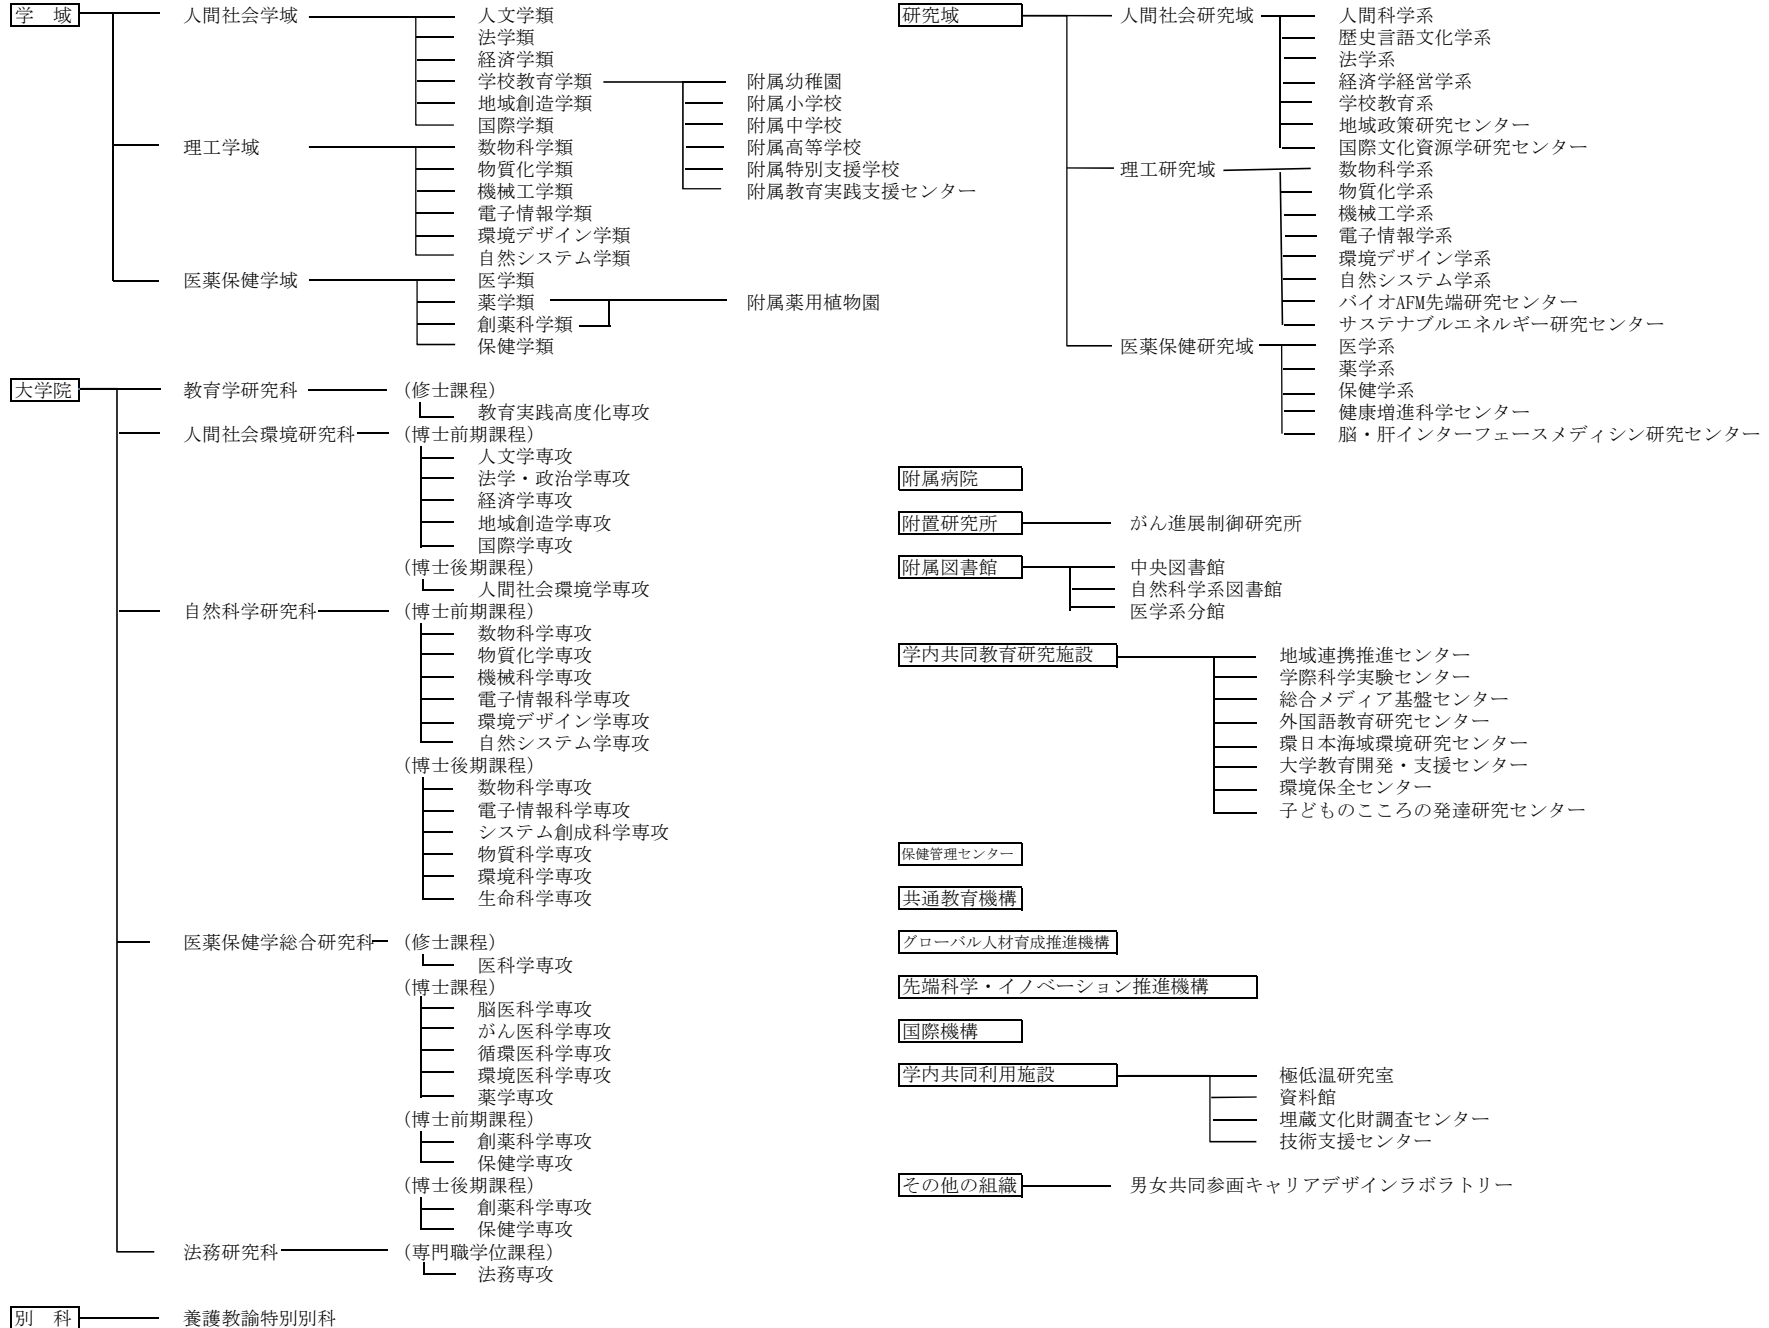 学　域
人間社会学域
人文学類
法学類
経済学類
学校教育学類
附属幼稚園
附属小学校
附属中学校
附属高等学校
附属特別支援学校
附属教育実践支援センター
地域創造学類
国際学類
理工学域
数物科学類
物質化学類
機械工学類
電子情報学類
環境デザイン学類
自然システム学類
医薬保健学域
医学類
薬学類
附属薬用植物園
創薬科学類
保健学類
大学院
教育学研究科
(修士課程)
教育実践高度化専攻
人間社会環境研究科
(博士前期課程)
人文学専攻
法学・政治学専攻
経済学専攻
地域創造学専攻
国際学専攻
(博士後期課程)
人間社会環境学専攻
自然科学研究科
(博士前期課程)
数物科学専攻
物質化学専攻
機械科学専攻
電子情報科学専攻
環境デザイン学専攻
自然システム学専攻
(博士後期課程)
数物科学専攻
電子情報科学専攻
システム創成科学専攻
物質科学専攻
環境科学専攻
生命科学専攻
医薬保健学総合研究科
(修士課程)
医科学専攻
(博士課程)
脳医科学専攻
がん医科学専攻
循環医科学専攻
環境医科学専攻
薬学専攻
(博士前期課程)
創薬科学専攻
保健学専攻
(博士後期課程)
創薬科学専攻
保健学専攻
法務研究科
(専門職学位課程)
法務専攻
別　科
養護教諭特別別科
研究域
人間社会研究域
人間科学系
歴史言語文化学系
法学系
経済学経営学系
学校教育系
地域政策研究センター
国際文化資源学研究センター
理工研究域
数物科学系
物質化学系
機械工学系
電子情報学系
環境デザイン学系
自然システム学系
バイオAFM先端研究センター
サステナブルエネルギー研究センター
医薬保健研究域
医学系
薬学系
保健学系
健康増進科学センター
脳・肝インターフェースメディシン研究センター
附属病院
附置研究所
がん進展制御研究所
附属図書館
中央図書館
自然科学系図書館
医学系分館
学内共同教育研究施設
地域連携推進センター
学際科学実験センター
総合メディア基盤センター
外国語教育研究センター
環日本海域環境研究センター
大学教育開発・支援センター
環境保全センター
子どものこころの発達研究センター
保健管理センター
共通教育機構
グローバル人材育成推進機構
先端科学・イノベーション推進機構
国際機構
学内共同利用施設
極低温研究室
資料館
埋蔵文化財調査センター
技術支援センター
その他の組織
男女共同参画キャリアデザインラボラトリー